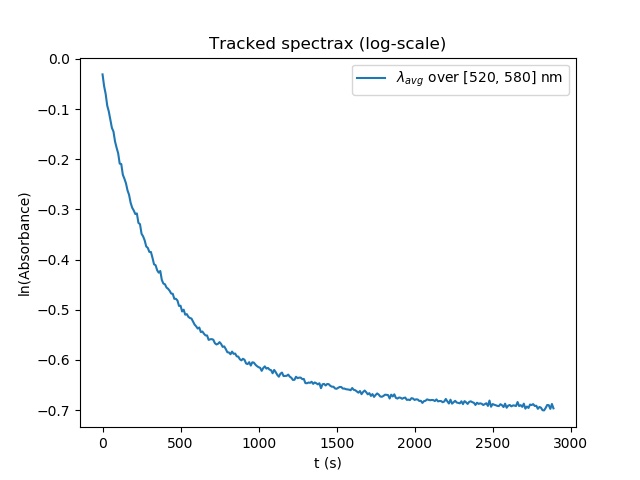 Tracked spectrax (log-scale)
λavg over [520, 580] nm
ln(Absorbance)
0.0
−0.1
−0.2
−0.3
−0.4
−0.5
−0.6
−0.7
0 500 1000 1500 2000 2500 3000
t (s)